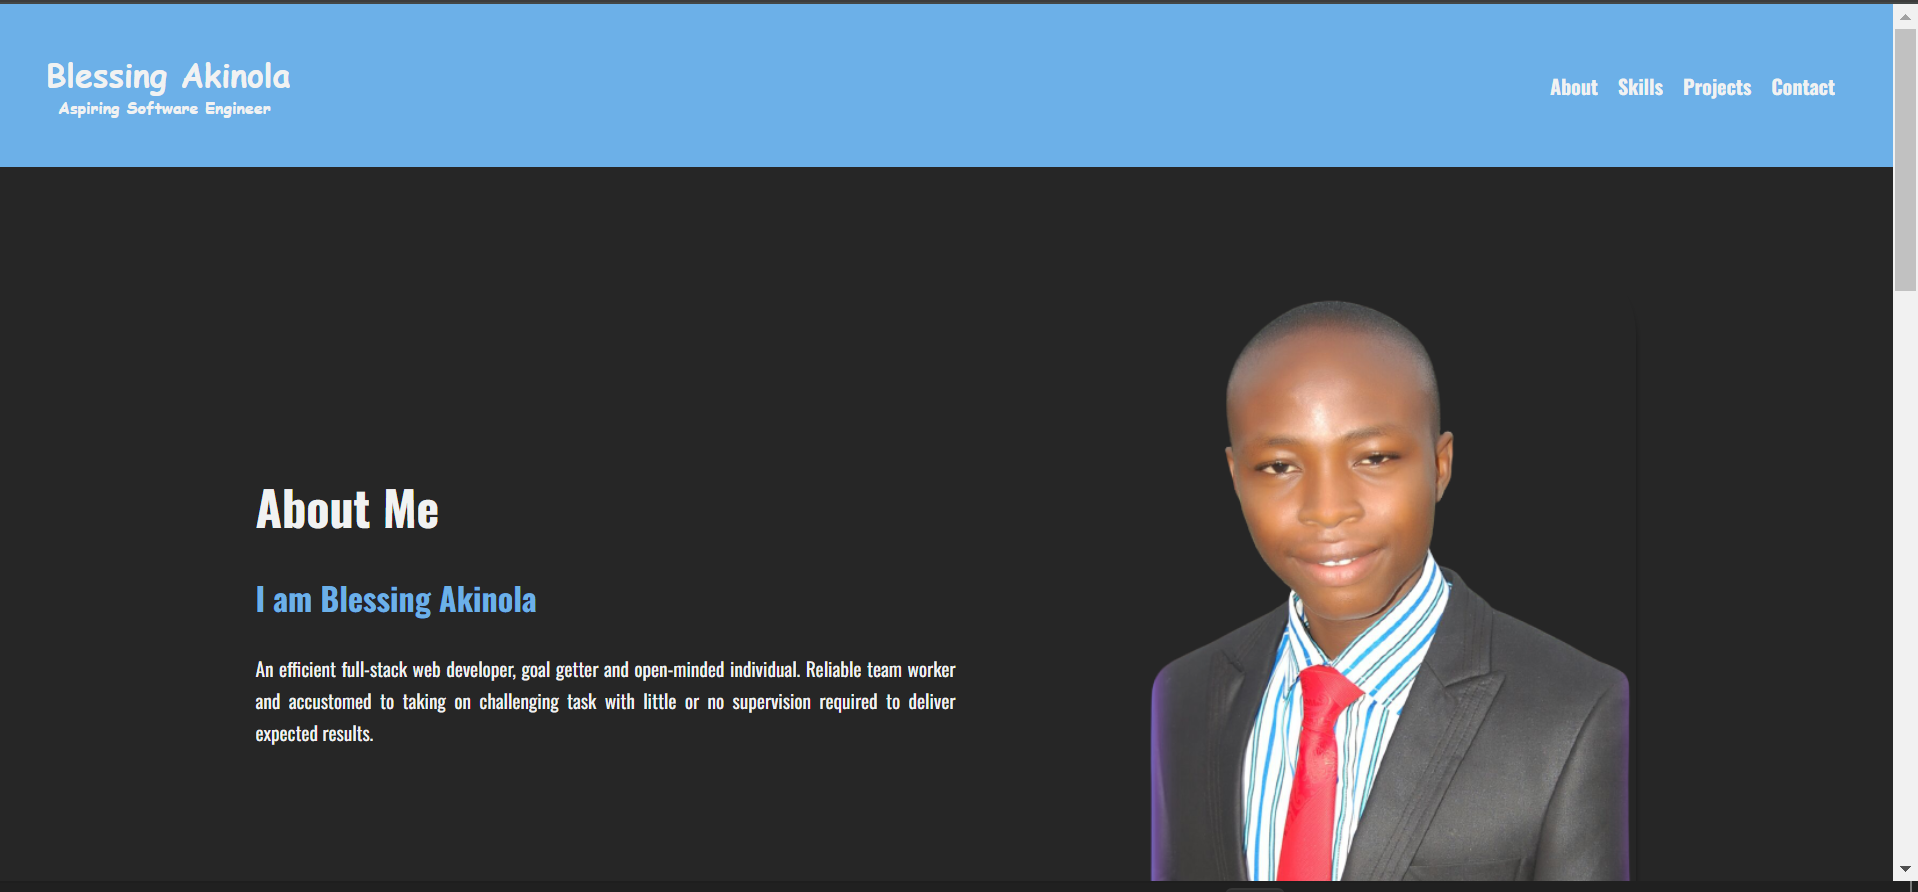 Blessing Akinola
Aspiring Software Engineer
About Skills Projects Contact
About Me
I am Blessing Akinola
An efficient full-stack web developer, goal getter and open-minded individual. Reliable team worker
and accustomed to taking on challenging task with little or no supervision required to deliver
expected results.